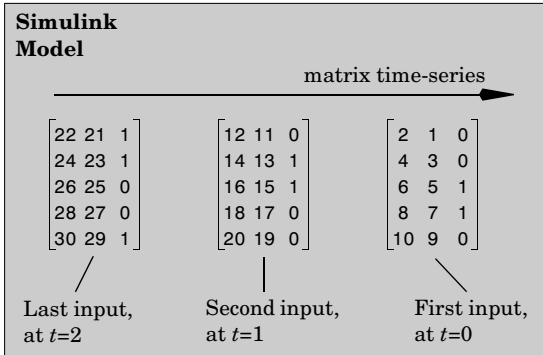 Simulink
Model
matrix time-series
22 21 1 12 11 0 2 1 0
24 23 1 14 13 1 4 3 0
26 25 0 16 15 1 6 5 1
28 27 0 18 17 0 8 7 1
30 29 1 20 19 0 10 9 0
Last input, Second input, First input,
at t=2 at t=1 at t=0